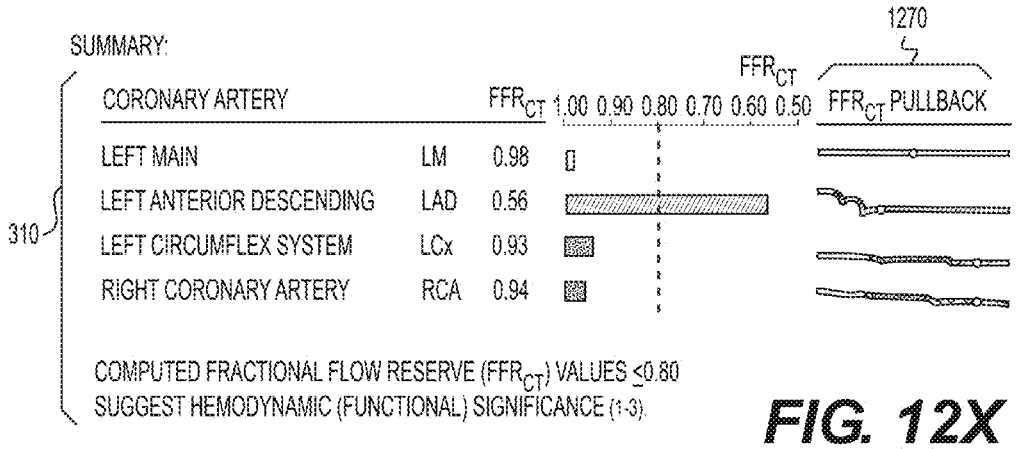 1270
SUMMARY:
FFRCT
CORONARY ARTERY FFRCT 1.00 0.90 0.80 0.70 0.60 0.50 FFRCT PULLBACK
LEFT MAIN LM 0.98
LEFT ANTERIOR DESCENDING LAD 0.56
310
LEFT CIRCUMFLEX SYSTEM LCx 0.93
RIGHT CORONARY ARTERY RCA 0.94
COMPUTED FRACTIONAL FLOW RESERVE (FFRCT) VALUES ≤0.80
SUGGEST HEMODYNAMIC (FUNCTIONAL) SIGNIFICANCE (1-3).
FIG. 12X